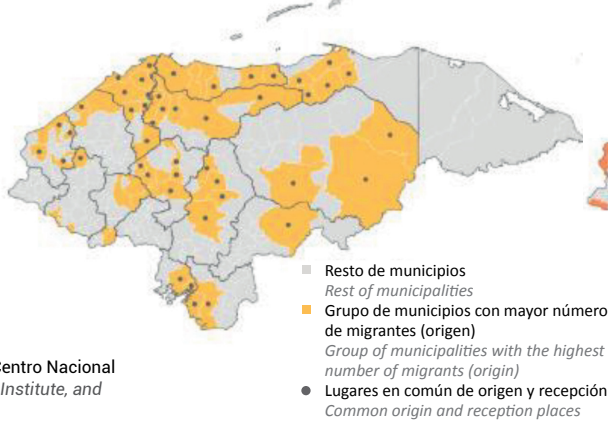 Resto de municipios
Rest of municipalities
Grupo de municipios con mayor número
de migrantes (origen)
Group of municipalities with the highest
number of migrants (origin)
Lugares en común de origen y recepción
Common origin and reception places
entro Nacional
Institute, and